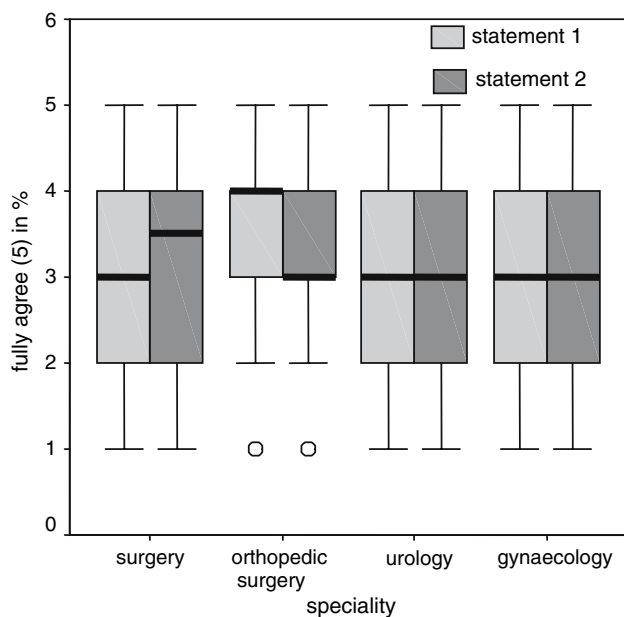 6
5
4
3
2
1
0
fully agree (5) in %
statement 1
statement 2
surgery
orthopedic
surgery
urology
gynaecology
speciality